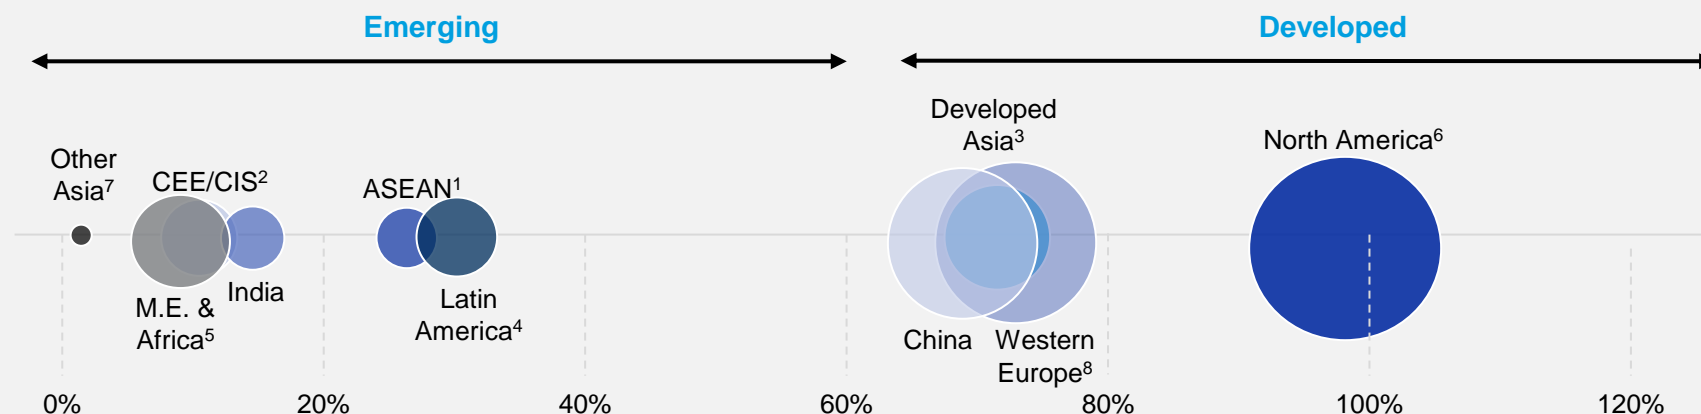 Emerging
Developed
Other
Asia⁷
CEE/CIS²
ASEAN¹
Developed
Asia³
North America⁶
M.E. &
Africa⁵
India
Latin
America⁴
China
Western
Europe⁸
0%
20%
40%
60%
80%
100%
120%